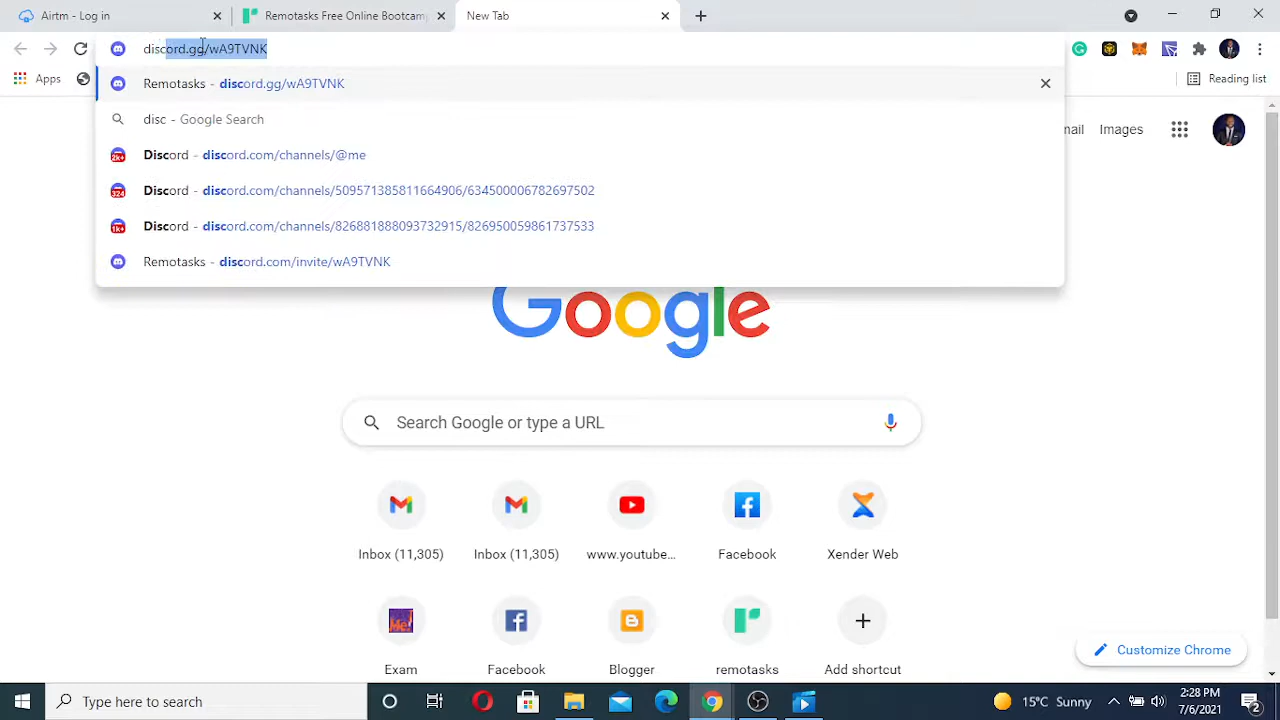 Airtm - Log in
Remotasks Free Online Bootcamp
New Tab
discord.gg/wA9TVNK
Apps
Reading list
Remotasks - discord.gg/wA9TVNK
disc - Google Search
Discord - discord.com/channels/@me
Discord - discord.com/channels/509571385811664906/634500006782697502
Discord - discord.com/channels/826881888093732915/826950059861737533
Remotasks - discord.com/invite/wA9TVNK
mail Images
Google
Search Google or type a URL
Inbox (11,305) Inbox (11,305) www.youtube... Facebook Xender Web
Exam Facebook Blogger remotasks Add shortcut
Customize Chrome
Type here to search
15°C Sunny
2:28 PM
7/6/2021
2